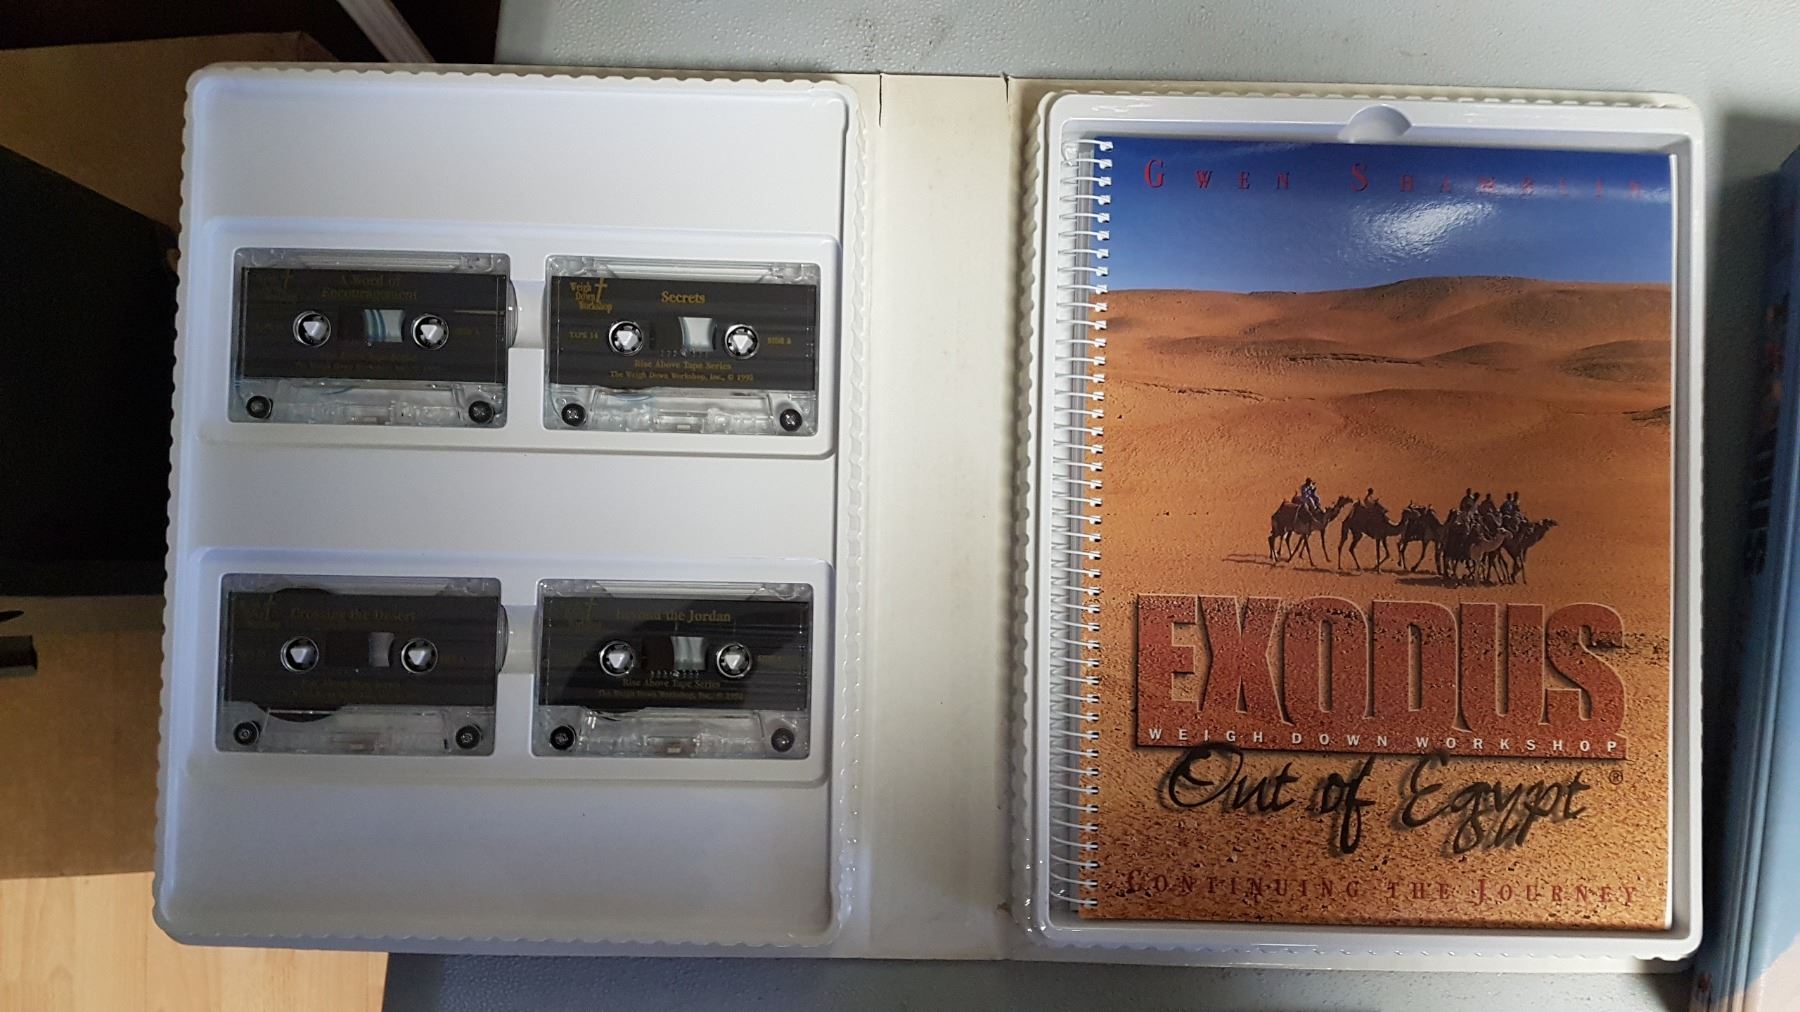 A Word of
Encouragement
Weigh
Down
Workshop
Secrets
TAPE 14
SIDE A
Rise Above Tape Series
The Weigh Down Workshop, Inc., ©
Crossing the Desert
Beyond the Jordan
Rise Above Tape Series
The Weigh Down Workshop, Inc., ©
GWEN SHAMBLIN
EXODUS
WEIGH DOWN WORKSHOP
Out of Egypt ®
CONTINUING THE JOURNEY